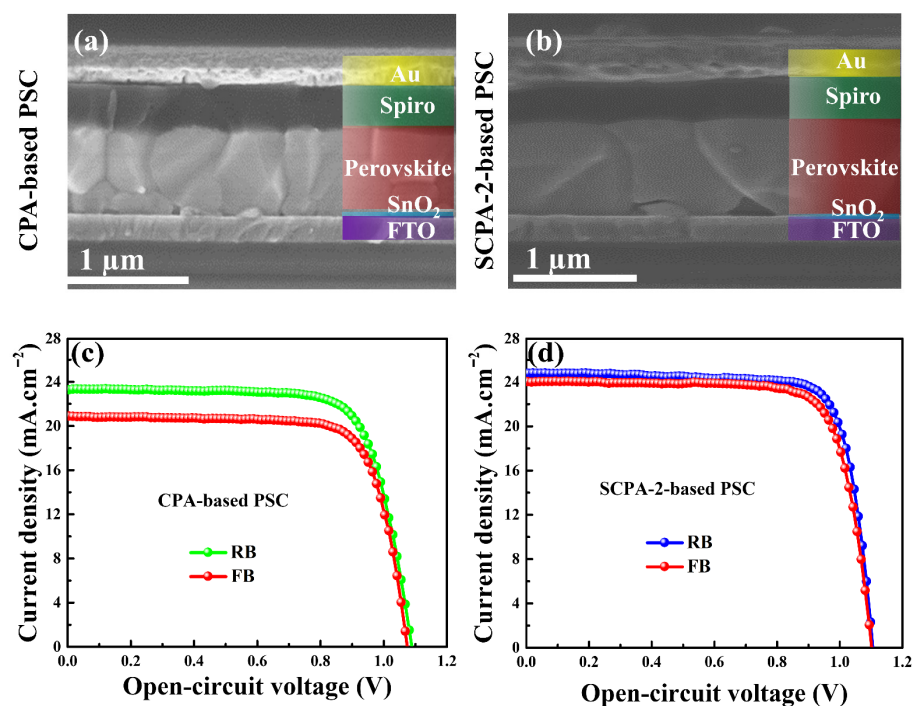 (a)
CPA-based PSC
Au
Spiro
Perovskite
SnO₂
FTO
1 μm
(b)
SCPA-2-based PSC
Au
Spiro
Perovskite
SnO₂
FTO
1 μm
(c)
Current density (mA.cm⁻²)
28
24
20
16
12
8
4
0
CPA-based PSC
RB
FB
0.0 0.2 0.4 0.6 0.8 1.0 1.2
Open-circuit voltage (V)
(d)
Current density (mA.cm⁻²)
28
24
20
16
12
8
4
0
SCPA-2-based PSC
RB
FB
0.0 0.2 0.4 0.6 0.8 1.0 1.2
Open-circuit voltage (V)